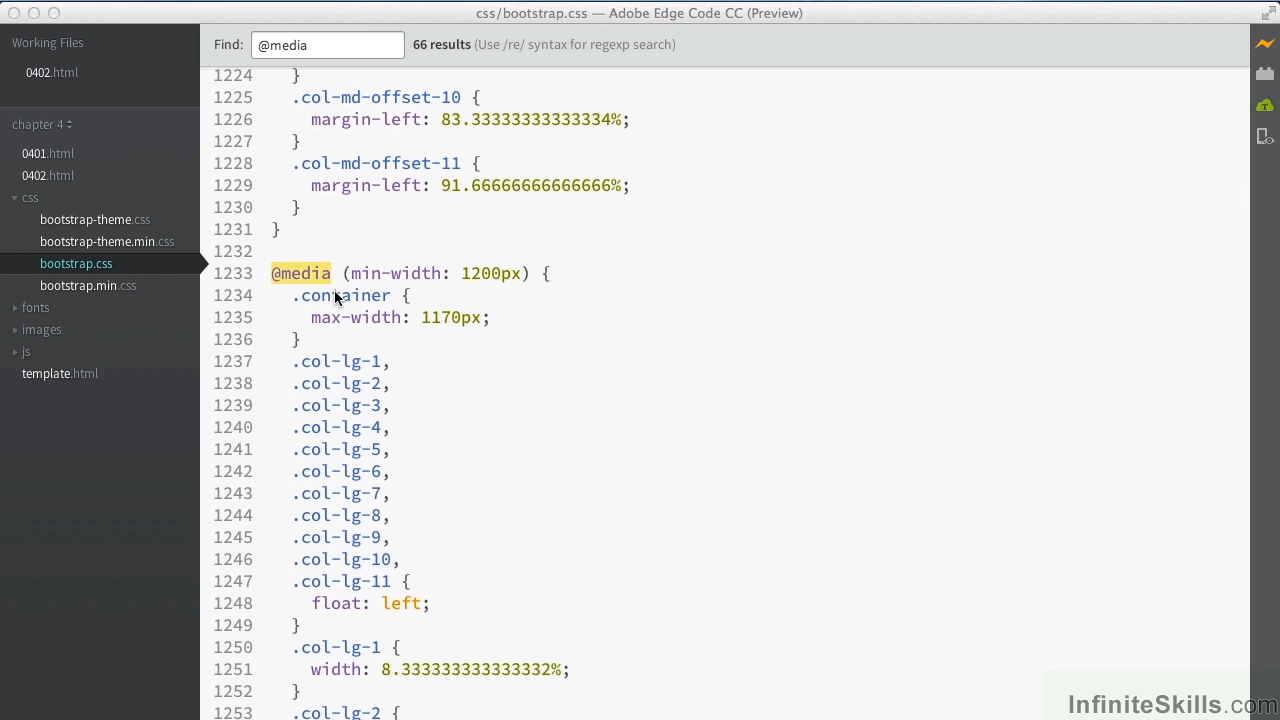 css/bootstrap.css — Adobe Edge Code CC (Preview)
Working Files
0402.html
chapter 4
0401.html
0402.html
css
bootstrap-theme.css
bootstrap-theme.min.css
bootstrap.css
bootstrap.min.css
fonts
images
js
template.html
Find: @media 66 results (Use /re/ syntax for regexp search)
1224 }
1225 .col-md-offset-10 {
1226 margin-left: 83.33333333333334%;
1227 }
1228 .col-md-offset-11 {
1229 margin-left: 91.66666666666666%;
1230 }
1231 }
1232
1233 @media (min-width: 1200px) {
1234 .container {
1235 max-width: 1170px;
1236 }
1237 .col-lg-1,
1238 .col-lg-2,
1239 .col-lg-3,
1240 .col-lg-4,
1241 .col-lg-5,
1242 .col-lg-6,
1243 .col-lg-7,
1244 .col-lg-8,
1245 .col-lg-9,
1246 .col-lg-10,
1247 .col-lg-11 {
1248 float: left;
1249 }
1250 .col-lg-1 {
1251 width: 8.333333333333332%;
1252 }
1253 .col-lg-2 {
InfiniteSkills.com